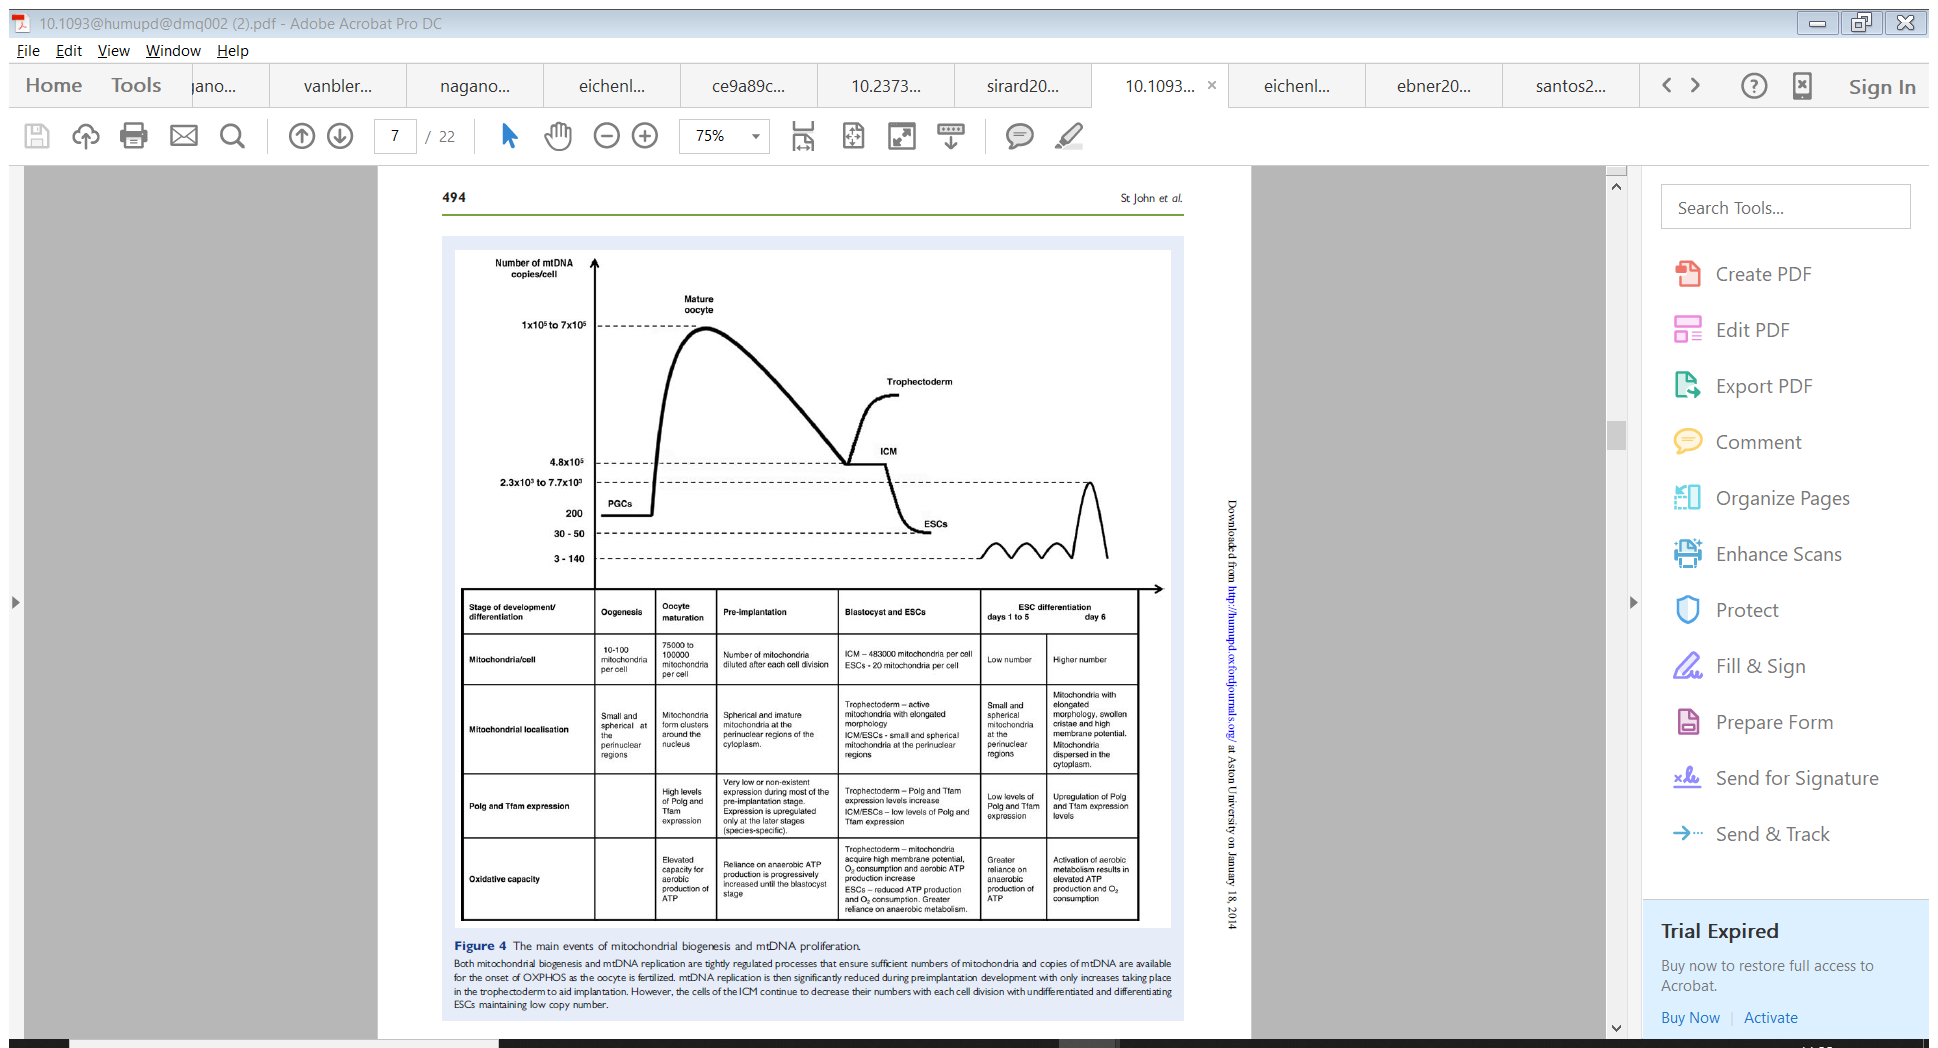 10.1093@humupd@dmq002 (2).pdf - Adobe Acrobat Pro DC
File Edit View Window Help
Home Tools jano... vanbler... nagano... eichenl... ce9a89c... 10.2373... sirard20... 10.1093... × eichenl... ebner20... santos2... Sign In
7 / 22 75%
494 St John et al.
Number of mtDNA
copies/cell
Mature
oocyte
1x10⁵ to 7x10⁵
Trophectoderm
ICM
4.8x10⁵
2.3x10³ to 7.7x10³
PGCs
200
ESCs
30 - 50
3 - 140
Stage of development/
differentiation
Oogenesis
Oocyte
maturation
Pre-implantation
Blastocyst and ESCs
ESC differentiation
days 1 to 5 day 6
Mitochondria/cell
10-100
mitochondria
per cell
75000 to
100000
mitochondria
per cell
Number of mitochondria
diluted after each cell division
ICM – 483000 mitochondria per cell
ESCs - 20 mitochondria per cell
Low number
Higher number
Mitochondrial localisation
Small and
spherical at
the
perinuclear
regions
Mitochondria
form clusters
around the
nucleus
Spherical and imature
mitochondria at the
perinuclear regions of the
cytoplasm.
Trophectoderm – active
mitochondria with elongated
morphology
ICM/ESCs - small and spherical
mitochondria at the perinuclear
regions
Small and
spherical
mitochondria
at the
perinuclear
regions
Mitochondria with
elongated
morphology, swollen
cristae and high
membrane potential.
Mitochondria
dispersed in the
cytoplasm.
Polg and Tfam expression
High levels
of Polg and
Tfam
expression
Very low or non-existent
expression during most of the
pre-implantation stage.
Expression is upregulated
only at the later stages
(species-specific).
Trophectoderm – Polg and Tfam
expression levels increase
ICM/ESCs – low levels of Polg and
Tfam expression
Low levels of
Polg and Tfam
expression
Upregulation of Polg
and Tfam expression
levels
Oxidative capacity
Elevated
capacity for
aerobic
production of
ATP
Reliance on anaerobic ATP
production is progressively
increased until the blastocyst
stage
Trophectoderm – mitochondria
acquire high membrane potential,
O₂ consumption and aerobic ATP
production increase
ESCs – reduced ATP production
and O₂ consumption. Greater
reliance on anaerobic metabolism.
Greater
reliance on
anaerobic
production of
ATP
Activation of aerobic
metabolism results in
elevated ATP
production and O₂
consumption
Figure 4 The main events of mitochondrial biogenesis and mtDNA proliferation.
Both mitochondrial biogenesis and mtDNA replication are tightly regulated processes that ensure sufficient numbers of mitochondria and copies of mtDNA are available
for the onset of OXPHOS as the oocyte is fertilized. mtDNA replication is then significantly reduced during preimplantation development with only increases taking place
in the trophectoderm to aid implantation. However, the cells of the ICM continue to decrease their numbers with each cell division with undifferentiated and differentiating
ESCs maintaining low copy number.
Downloaded from http://humupd.oxfordjournals.org/ at Aston University on January 18, 2014
Search Tools...
Create PDF
Edit PDF
Export PDF
Comment
Organize Pages
Enhance Scans
Protect
Fill & Sign
Prepare Form
Send for Signature
Send & Track
Trial Expired
Buy now to restore full access to
Acrobat.
Buy Now | Activate